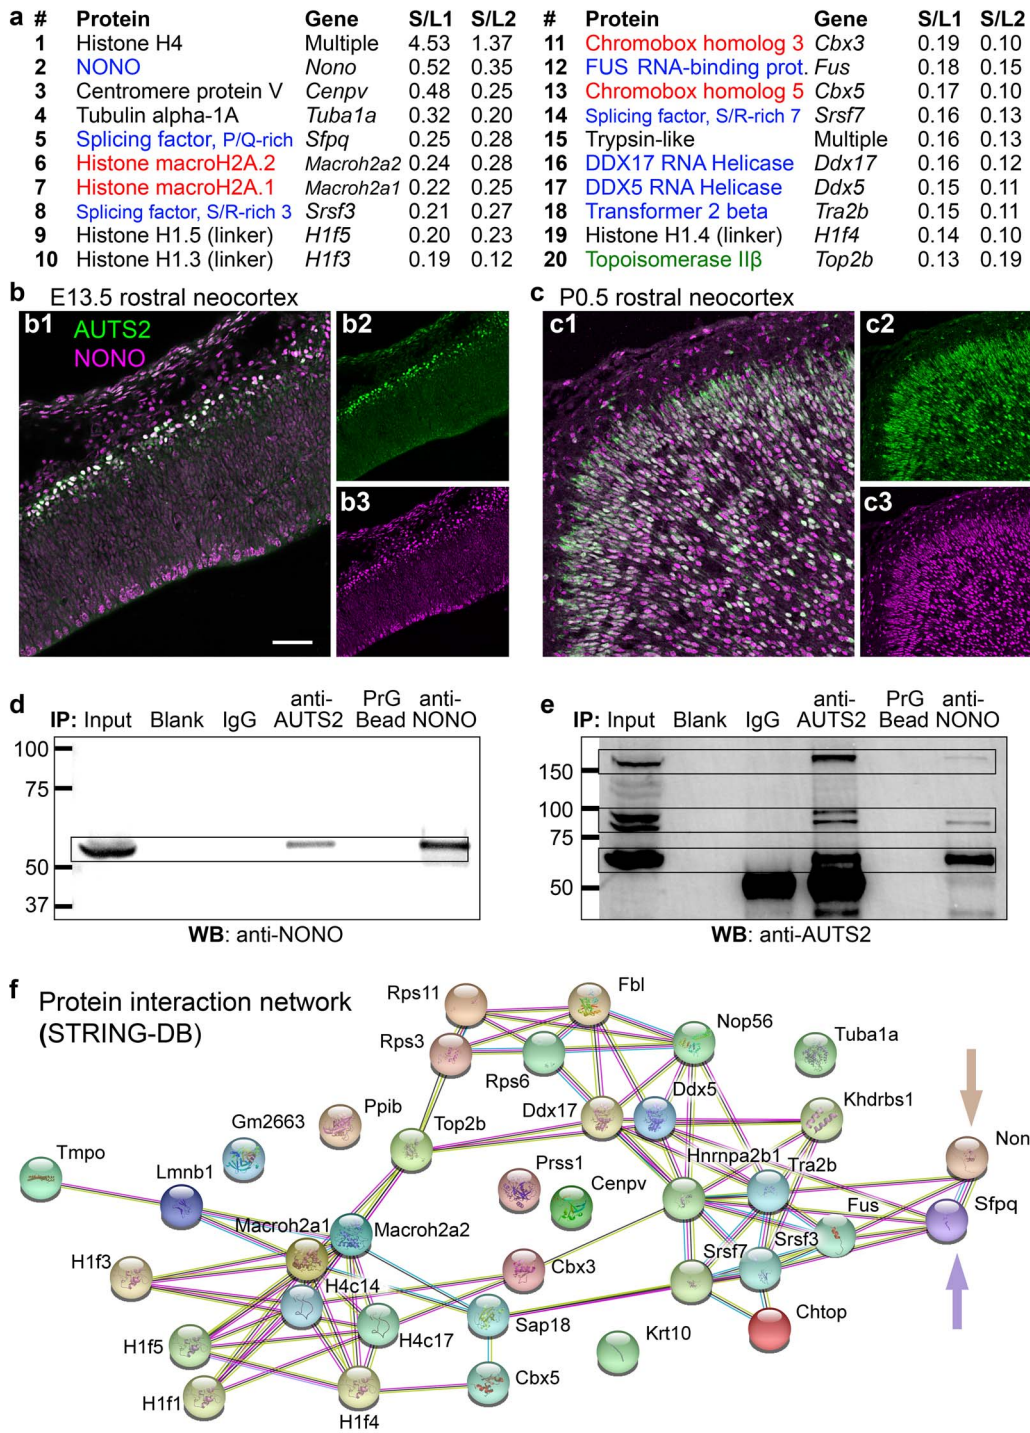 a # Protein Gene S/L1 S/L2
1 Histone H4 Multiple 4.53 1.37
2 NONO Nono 0.52 0.35
3 Centromere protein V Cenpv 0.48 0.25
4 Tubulin alpha-1A Tuba1a 0.32 0.20
5 Splicing factor, P/Q-rich Sfpq 0.25 0.28
6 Histone macroH2A.2 Macroh2a2 0.24 0.28
7 Histone macroH2A.1 Macroh2a1 0.22 0.25
8 Splicing factor, S/R-rich 3 Srsf3 0.21 0.27
9 Histone H1.5 (linker) H1f5 0.20 0.23
10 Histone H1.3 (linker) H1f3 0.19 0.12
# Protein Gene S/L1 S/L2
11 Chromobox homolog 3 Cbx3 0.19 0.10
12 FUS RNA-binding prot. Fus 0.18 0.15
13 Chromobox homolog 5 Cbx5 0.17 0.10
14 Splicing factor, S/R-rich 7 Srsf7 0.16 0.13
15 Trypsin-like Multiple 0.16 0.13
16 DDX17 RNA Helicase Ddx17 0.16 0.12
17 DDX5 RNA Helicase Ddx5 0.15 0.11
18 Transformer 2 beta Tra2b 0.15 0.11
19 Histone H1.4 (linker) H1f4 0.14 0.10
20 Topoisomerase IIβ Top2b 0.13 0.19
b E13.5 rostral neocortex
b1 AUTS2
NONO
b2
b3
c P0.5 rostral neocortex
c1
c2
c3
d
IP: Input Blank IgG anti-AUTS2 PrG Bead anti-NONO
100
75
50
37
WB: anti-NONO
e
IP: Input Blank IgG anti-AUTS2 PrG Bead anti-NONO
150
100
75
50
WB: anti-AUTS2
f Protein interaction network
(STRING-DB)
Rps11
Fbl
Rps3
Rps6
Nop56
Tuba1a
Ppib
Gm2663
Top2b
Ddx17
Ddx5
Khdrbs1
Non
Tmpo
Lmnb1
Prss1
Cenpv
Hnrnpa2b1
Tra2b
Sfpq
Macroh2a1
Macroh2a2
Fus
H1f3
H4c14
Cbx3
Srsf7
Srsf3
H1f5
H4c17
Sap18
Krt10
Chtop
H1f1
H1f4
Cbx5